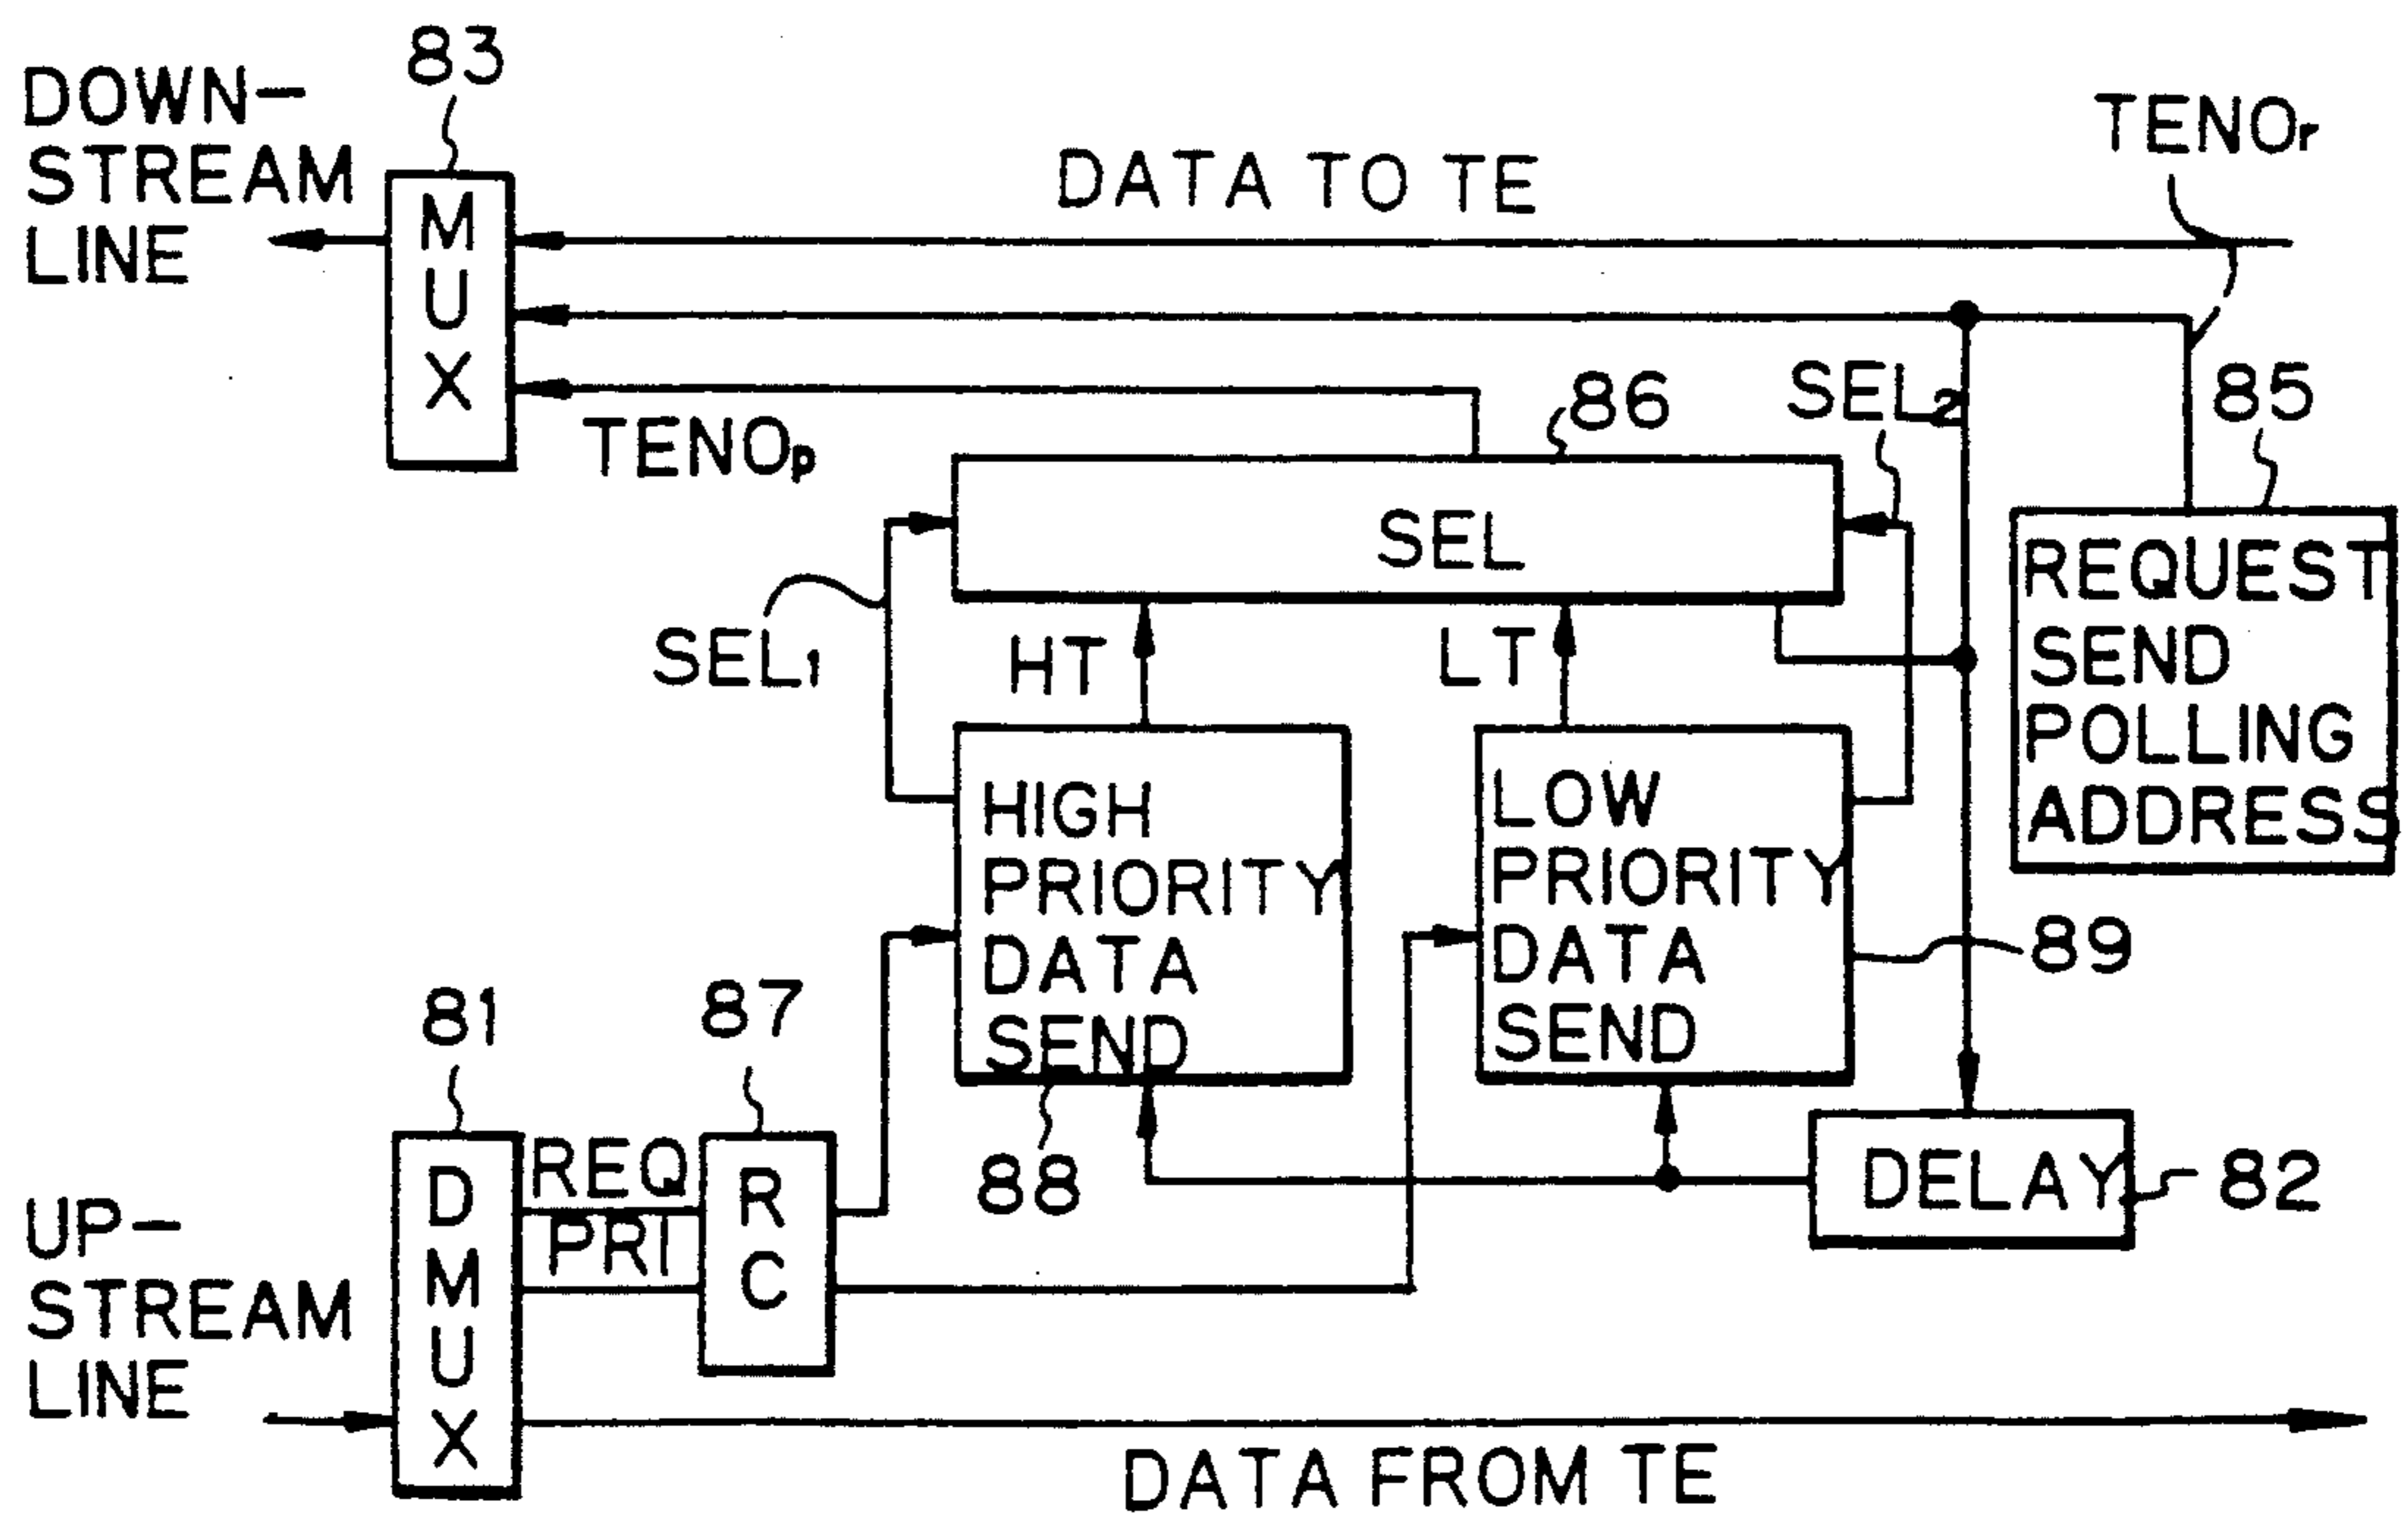 DOWN-
STREAM
LINE
83
MUX
DATA TO TE
TENOr
TENOp
86
SEL2
85
SEL
SEL1
HT
LT
REQUEST
SEND
POLLING
ADDRESS
HIGH
PRIORITY
DATA
SEND
LOW
PRIORITY
DATA
SEND
89
81
87
88
DELAY
82
UP-
STREAM
LINE
DMUX
REQ
PRI
RC
DATA FROM TE